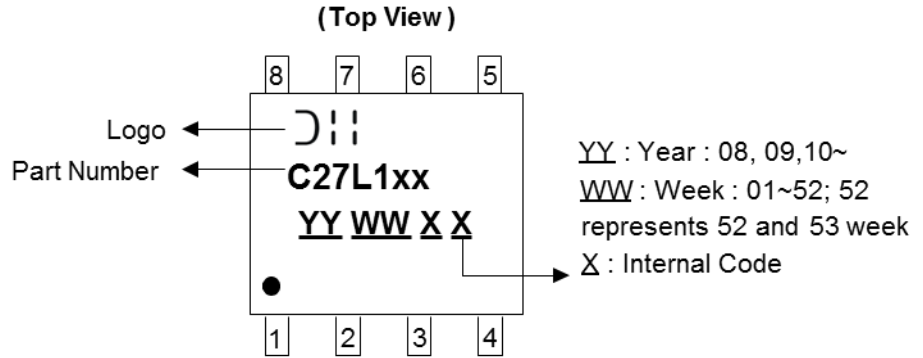 (Top View)
8 7 6 5
Logo
Part Number
C27L1xx
YY WW X X
YY : Year : 08, 09,10~
WW : Week : 01~52; 52
represents 52 and 53 week
X : Internal Code
1 2 3 4